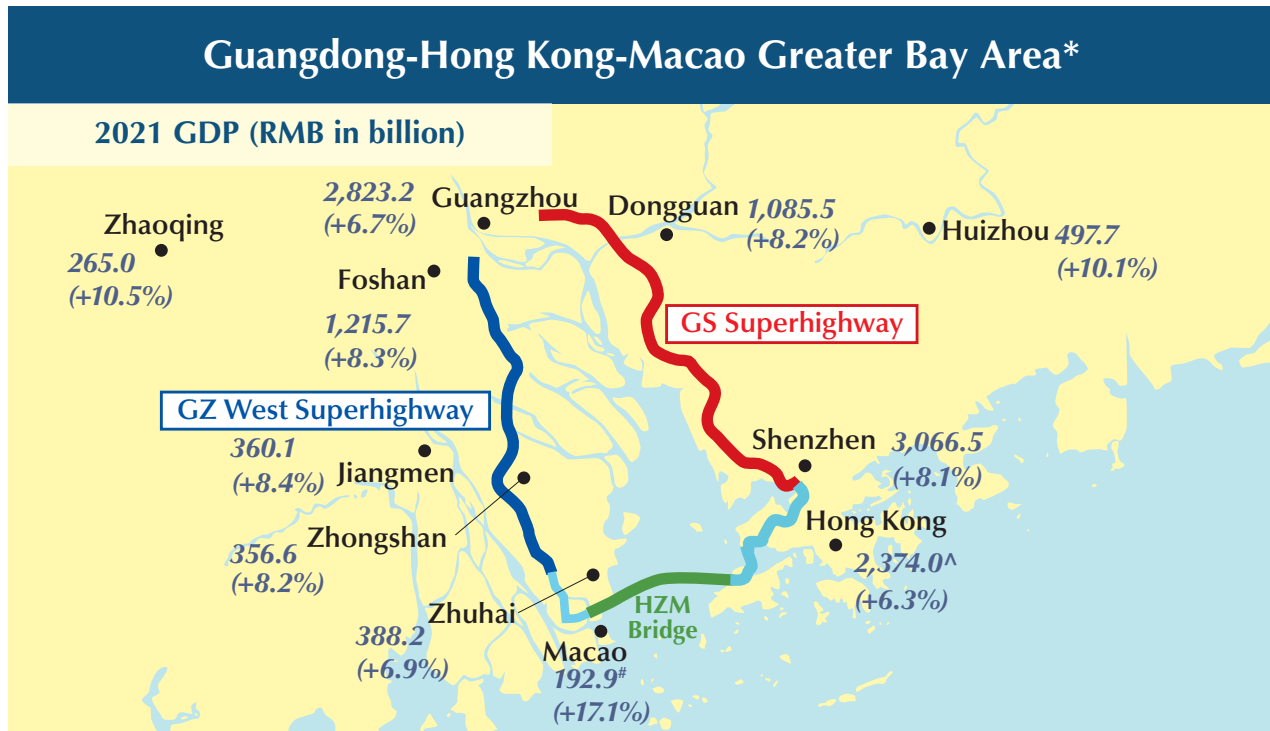 Guangdong-Hong Kong-Macao Greater Bay Area*
2021 GDP (RMB in billion)
Zhaoqing
265.0
(+10.5%)
2,823.2
(+6.7%)
Guangzhou
Dongguan
1,085.5
(+8.2%)
Huizhou
497.7
(+10.1%)
Foshan
1,215.7
(+8.3%)
GS Superhighway
GZ West Superhighway
360.1
(+8.4%)
Jiangmen
Shenzhen
3,066.5
(+8.1%)
Zhongshan
356.6
(+8.2%)
Hong Kong
2,374.0^
(+6.3%)
Zhuhai
388.2
(+6.9%)
HZM
Bridge
Macao
192.9#
(+17.1%)